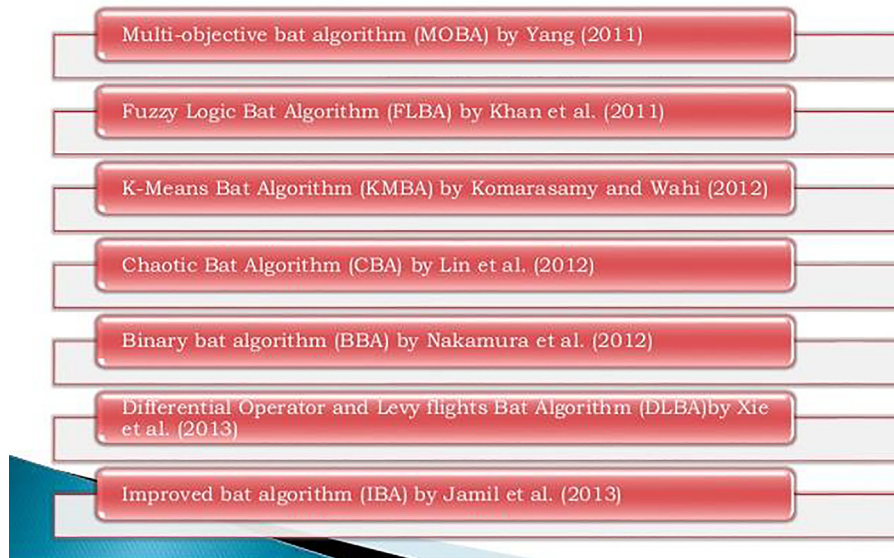 Multi-objective bat algorithm (MOBA) by Yang (2011)
Fuzzy Logic Bat Algorithm (FLBA) by Khan et al. (2011)
K-Means Bat Algorithm (KMBA) by Komarasamy and Wahi (2012)
Chaotic Bat Algorithm (CBA) by Lin et al. (2012)
Binary bat algorithm (BBA) by Nakamura et al. (2012)
Differential Operator and Levy flights Bat Algorithm (DLBA)by Xie
et al. (2013)
Improved bat algorithm (IBA) by Jamil et al. (2013)